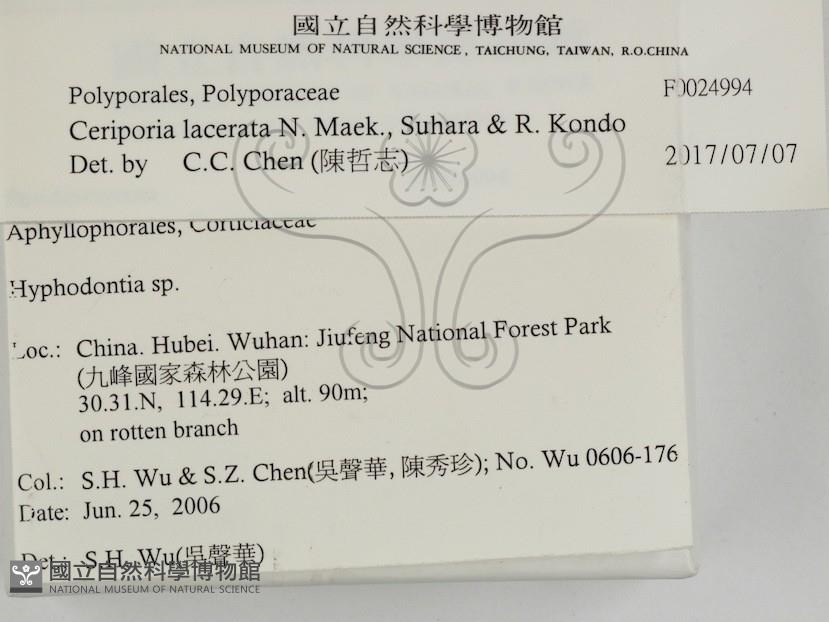 國立自然科學博物館
NATIONAL MUSEUM OF NATURAL SCIENCE, TAICHUNG, TAIWAN, R.O.CHINA
Polyporales, Polyporaceae F0024994
Ceriporia lacerata N. Maek., Suhara & R. Kondo
Det. by C.C. Chen (陳哲志) 2017/07/07
Aphyllophorales, Corticiaceae
Hyphodontia sp.
Loc.: China. Hubei. Wuhan: Jiufeng National Forest Park
(九峰國家森林公園)
30.31.N, 114.29.E; alt. 90m;
on rotten branch
Col.: S.H. Wu & S.Z. Chen(吳聲華, 陳秀珍); No. Wu 0606-176
Date: Jun. 25, 2006
Det.: S.H. Wu(吳聲華)
國立自然科學博物館
NATIONAL MUSEUM OF NATURAL SCIENCE